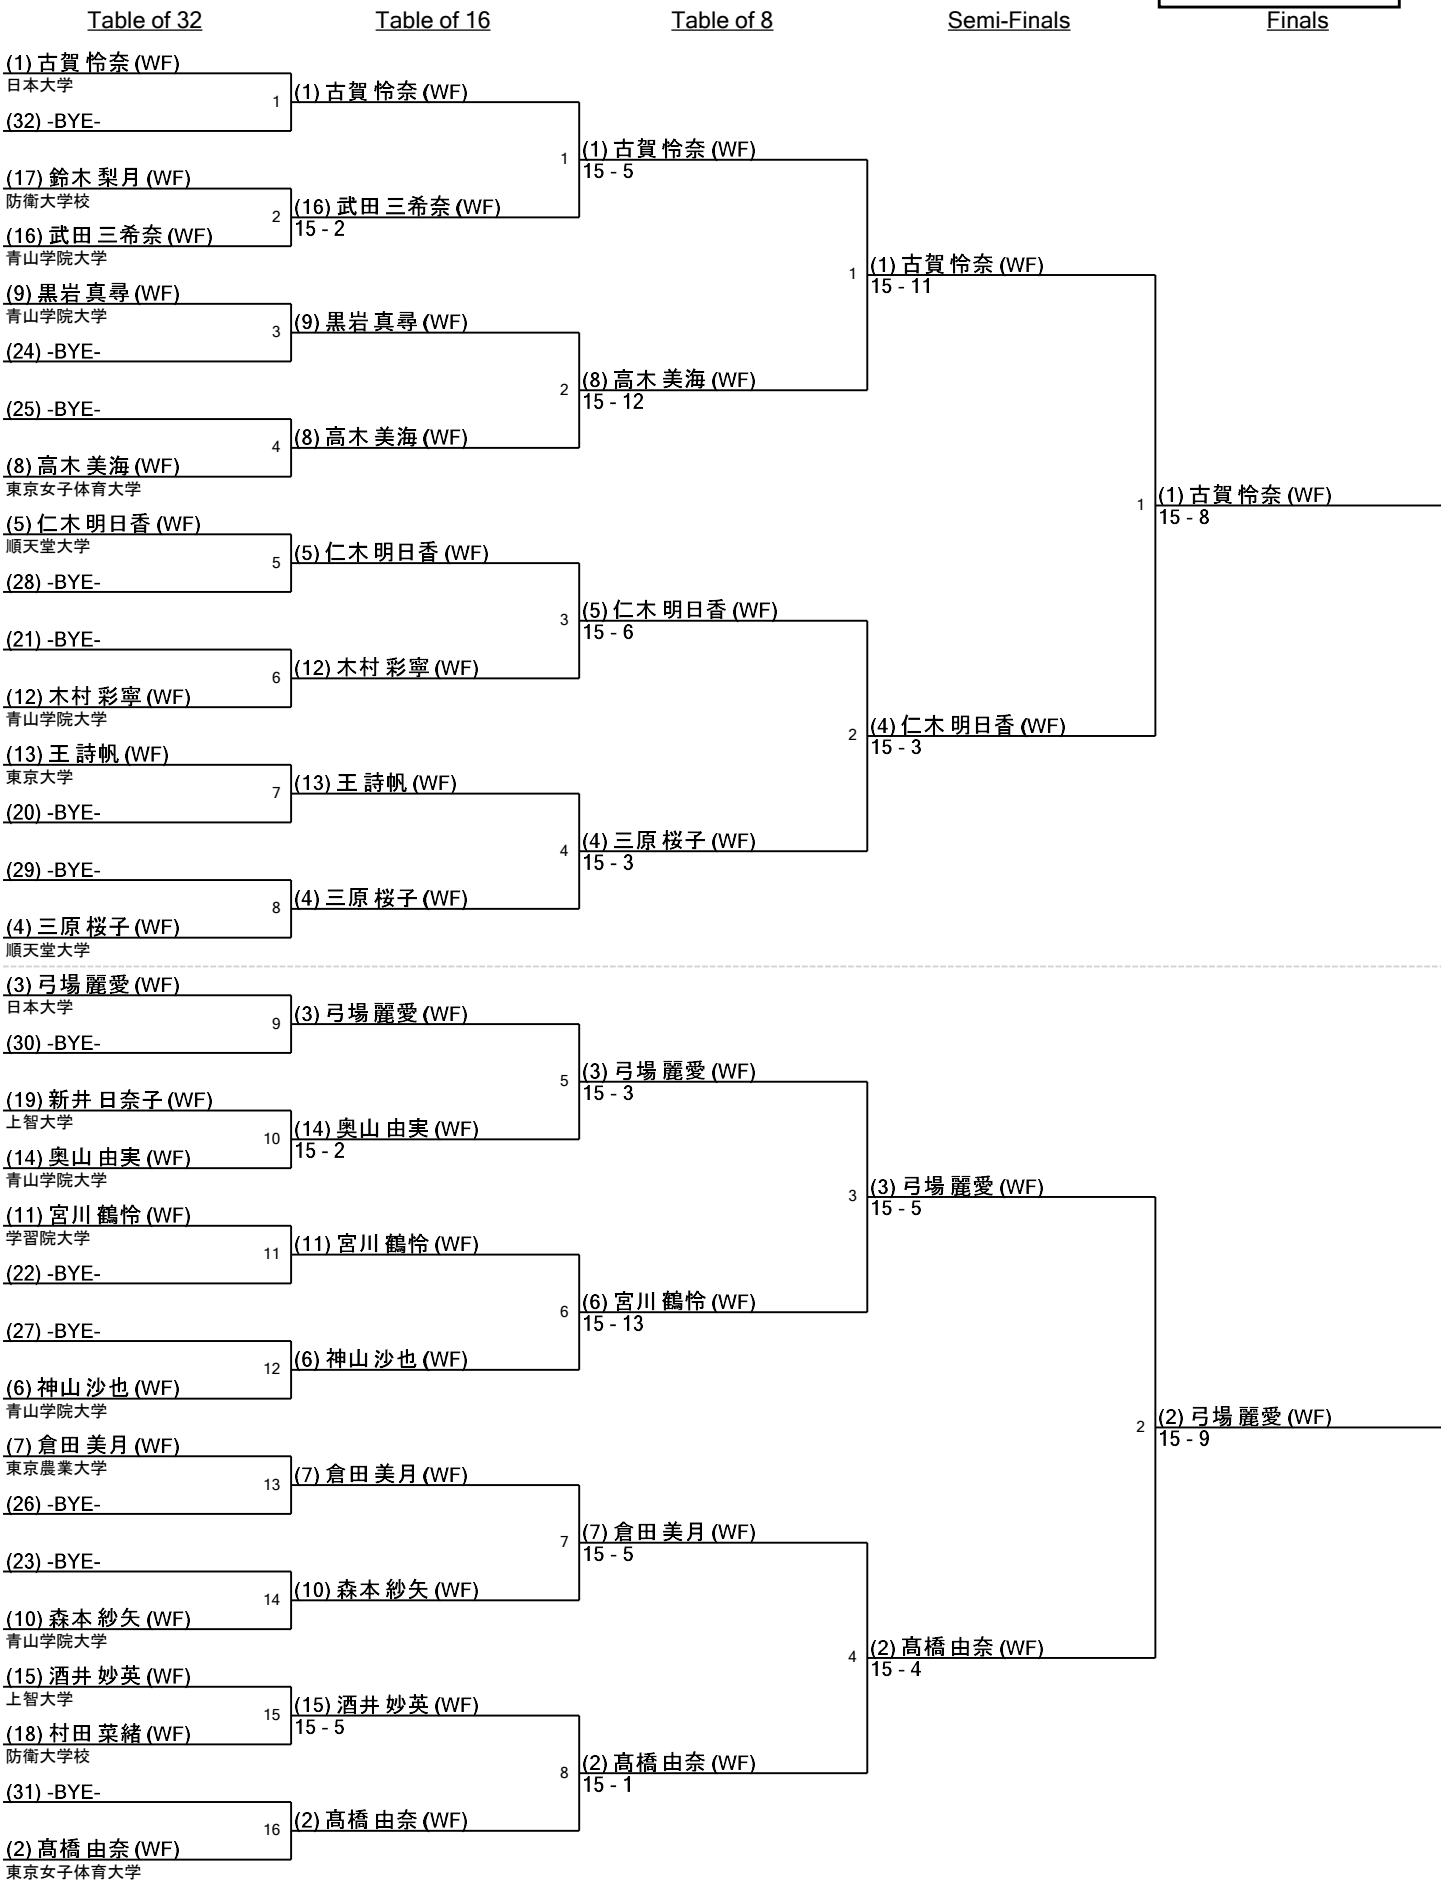 Table of 32
Table of 16
Table of 8
Semi-Finals
Finals
(1) 古賀 怜奈 (WF)
日本大学
1
(32) -BYE-
(17) 鈴木 梨月 (WF)
防衛大学校
2
(16) 武田 三希奈 (WF)
青山学院大学
(9) 黒岩 真尋 (WF)
青山学院大学
3
(24) -BYE-
(25) -BYE-
4
(8) 高木 美海 (WF)
東京女子体育大学
(5) 仁木 明日香 (WF)
順天堂大学
5
(28) -BYE-
(21) -BYE-
6
(12) 木村 彩寧 (WF)
青山学院大学
(13) 王 詩帆 (WF)
東京大学
7
(20) -BYE-
(29) -BYE-
8
(4) 三原 桜子 (WF)
順天堂大学
(3) 弓場 麗愛 (WF)
日本大学
9
(30) -BYE-
(19) 新井 日奈子 (WF)
上智大学
10
(14) 奥山 由実 (WF)
青山学院大学
(11) 宮川 鶴怜 (WF)
学習院大学
11
(22) -BYE-
(27) -BYE-
12
(6) 神山 沙也 (WF)
青山学院大学
(7) 倉田 美月 (WF)
東京農業大学
13
(26) -BYE-
(23) -BYE-
14
(10) 森本 紗矢 (WF)
青山学院大学
(15) 酒井 妙英 (WF)
上智大学
15
(18) 村田 菜緒 (WF)
防衛大学校
(31) -BYE-
16
(2) 髙橋 由奈 (WF)
東京女子体育大学
(1) 古賀 怜奈 (WF)
1
(16) 武田 三希奈 (WF)
15 - 2
(9) 黒岩 真尋 (WF)
2
(8) 高木 美海 (WF)
(5) 仁木 明日香 (WF)
3
(12) 木村 彩寧 (WF)
(13) 王 詩帆 (WF)
4
(4) 三原 桜子 (WF)
(3) 弓場 麗愛 (WF)
5
(14) 奥山 由実 (WF)
15 - 2
(11) 宮川 鶴怜 (WF)
6
(6) 神山 沙也 (WF)
(7) 倉田 美月 (WF)
7
(10) 森本 紗矢 (WF)
(15) 酒井 妙英 (WF)
15 - 5
8
(2) 髙橋 由奈 (WF)
(1) 古賀 怜奈 (WF)
15 - 5
1
(8) 高木 美海 (WF)
15 - 12
(5) 仁木 明日香 (WF)
15 - 6
2
(4) 三原 桜子 (WF)
15 - 3
(3) 弓場 麗愛 (WF)
15 - 3
3
(6) 宮川 鶴怜 (WF)
15 - 13
(7) 倉田 美月 (WF)
15 - 5
4
(2) 髙橋 由奈 (WF)
15 - 1
(1) 古賀 怜奈 (WF)
15 - 11
1
(4) 仁木 明日香 (WF)
15 - 3
(3) 弓場 麗愛 (WF)
15 - 5
2
(2) 髙橋 由奈 (WF)
15 - 4
(1) 古賀 怜奈 (WF)
15 - 8
(2) 弓場 麗愛 (WF)
15 - 9